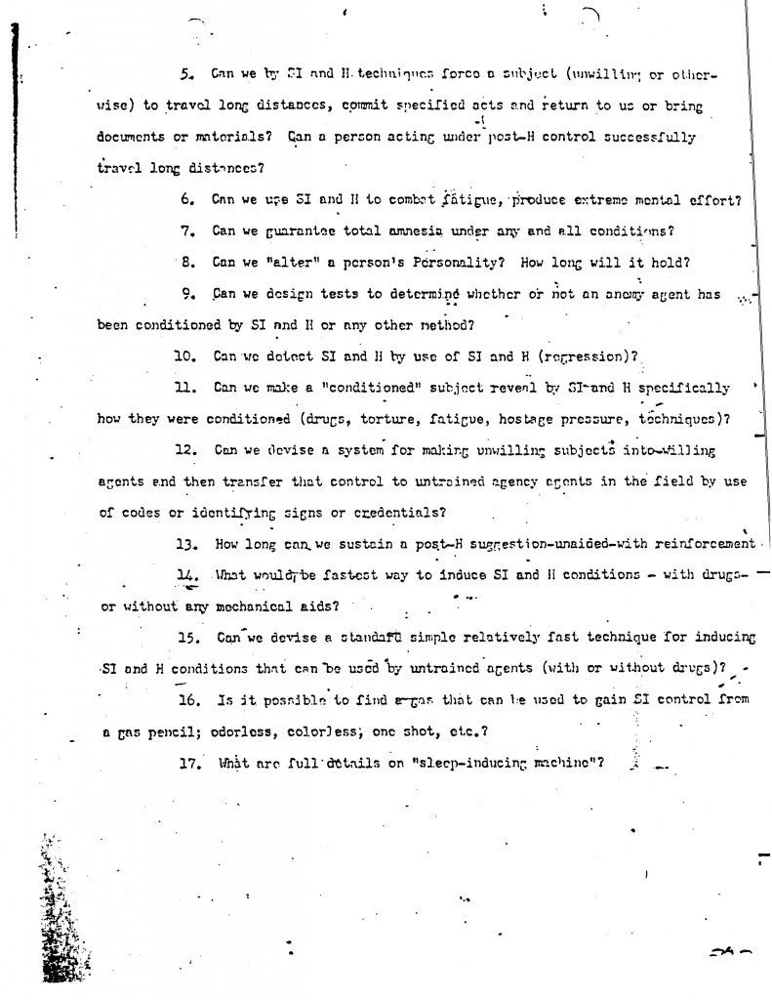 5. Can we by SI and H techniques force a subject (unwilling or other-
wise) to travel long distances, commit specified acts and return to us or bring
documents or materials? Can a person acting under post-H control successfully
travel long distances?
6. Can we use SI and H to combat fatigue, produce extreme mental effort?
7. Can we guarantee total amnesia under any and all conditions?
8. Can we "alter" a person's Personality? How long will it hold?
9. Can we design tests to determine whether or not an enemy agent has
been conditioned by SI and H or any other method?
10. Can we detect SI and H by use of SI and H (regression)?
11. Can we make a "conditioned" subject reveal by SI and H specifically
how they were conditioned (drugs, torture, fatigue, hostage pressure, techniques)?
12. Can we devise a system for making unwilling subjects into willing
agents and then transfer that control to untrained agency agents in the field by use
of codes or identifying signs or credentials?
13. How long can we sustain a post-H suggestion-unaided-with reinforcement
14. What would be fastest way to induce SI and H conditions - with drugs-
or without any mechanical aids?
15. Can we devise a standard simple relatively fast technique for inducing
SI and H conditions that can be used by untrained agents (with or without drugs)?
16. Is it possible to find a gas that can be used to gain SI control from
a gas pencil; odorless, colorless; one shot, etc.?
17. What are full details on "sleep-inducing machine"?